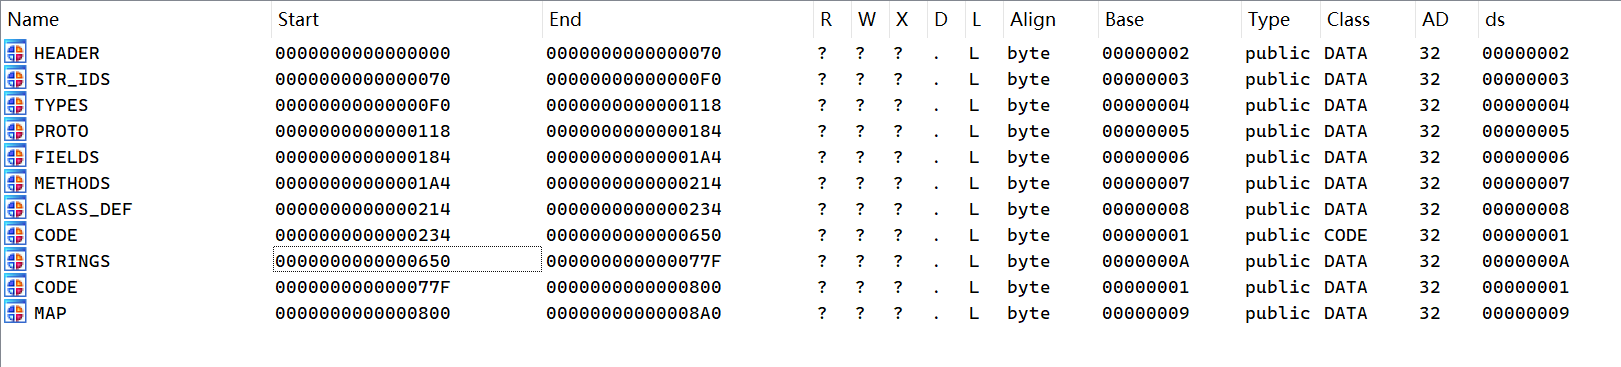 Name Start End R W X D L Align Base Type Class AD ds
HEADER 0000000000000000 0000000000000070 ? ? ? . L byte 00000002 public DATA 32 00000002
STR_IDS 0000000000000070 00000000000000F0 ? ? ? . L byte 00000003 public DATA 32 00000003
TYPES 00000000000000F0 0000000000000118 ? ? ? . L byte 00000004 public DATA 32 00000004
PROTO 0000000000000118 0000000000000184 ? ? ? . L byte 00000005 public DATA 32 00000005
FIELDS 0000000000000184 00000000000001A4 ? ? ? . L byte 00000006 public DATA 32 00000006
METHODS 00000000000001A4 0000000000000214 ? ? ? . L byte 00000007 public DATA 32 00000007
CLASS_DEF 0000000000000214 0000000000000234 ? ? ? . L byte 00000008 public DATA 32 00000008
CODE 0000000000000234 0000000000000650 ? ? ? . L byte 00000001 public CODE 32 00000001
STRINGS 0000000000000650 000000000000077F ? ? ? . L byte 0000000A public DATA 32 0000000A
CODE 000000000000077F 0000000000000800 ? ? ? . L byte 00000001 public DATA 32 00000001
MAP 0000000000000800 00000000000008A0 ? ? ? . L byte 00000009 public DATA 32 00000009